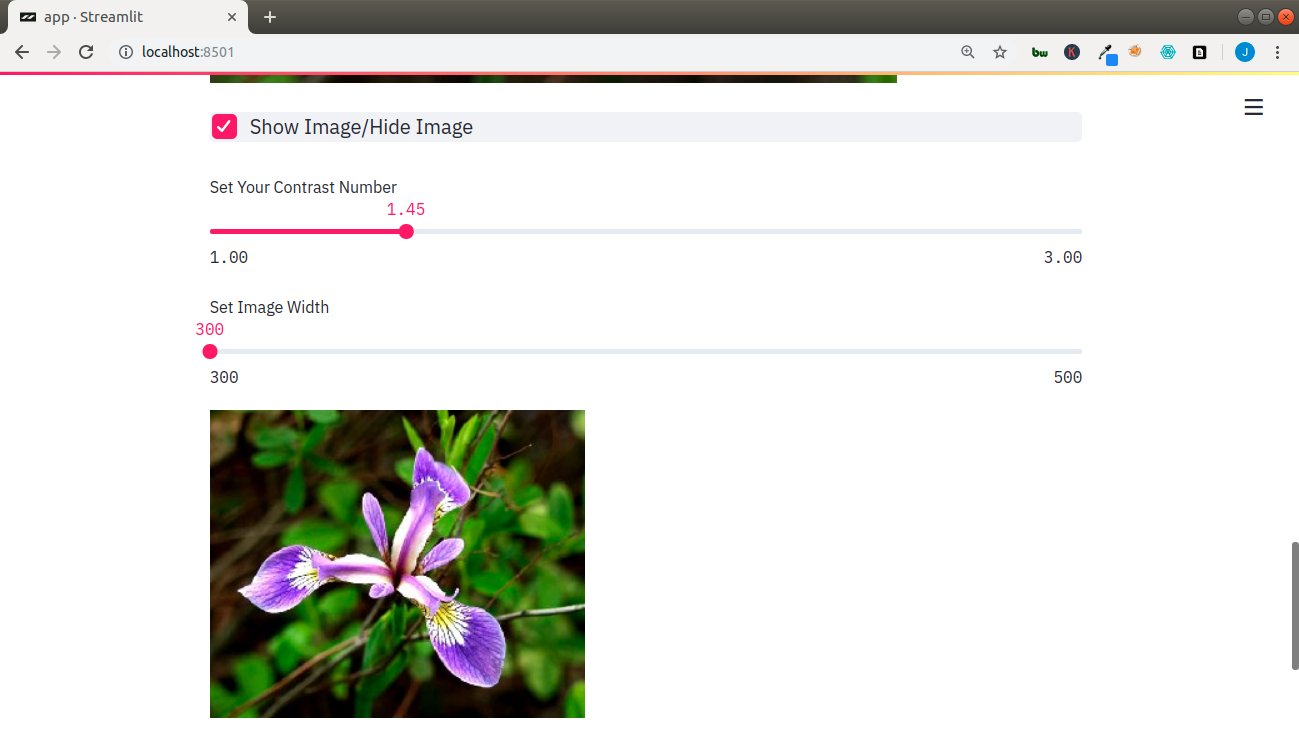 app · Streamlit
localhost:8501
bw
K
J
Show Image/Hide Image
Set Your Contrast Number
1.45
1.00 3.00
Set Image Width
300
300 500